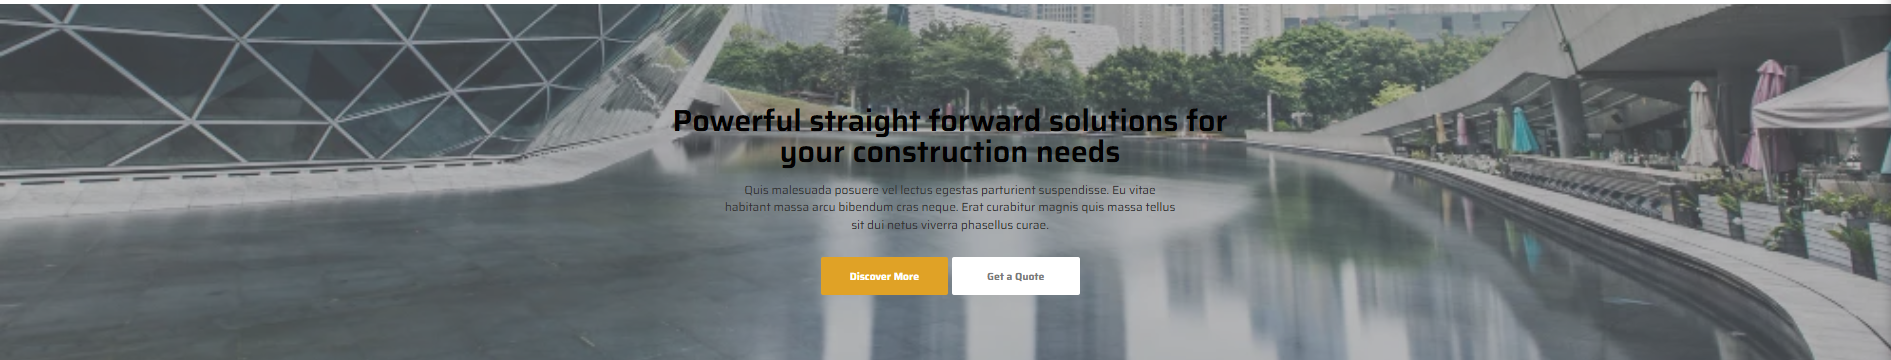 Powerful straight forward solutions for
your construction needs
Quis malesuada posuere vel lectus egestas parturient suspendisse. Eu vitae
habitant massa arcu bibendum cras neque. Erat curabitur magnis quis massa tellus
sit dui netus viverra phasellus curae.
Discover More
Get a Quote